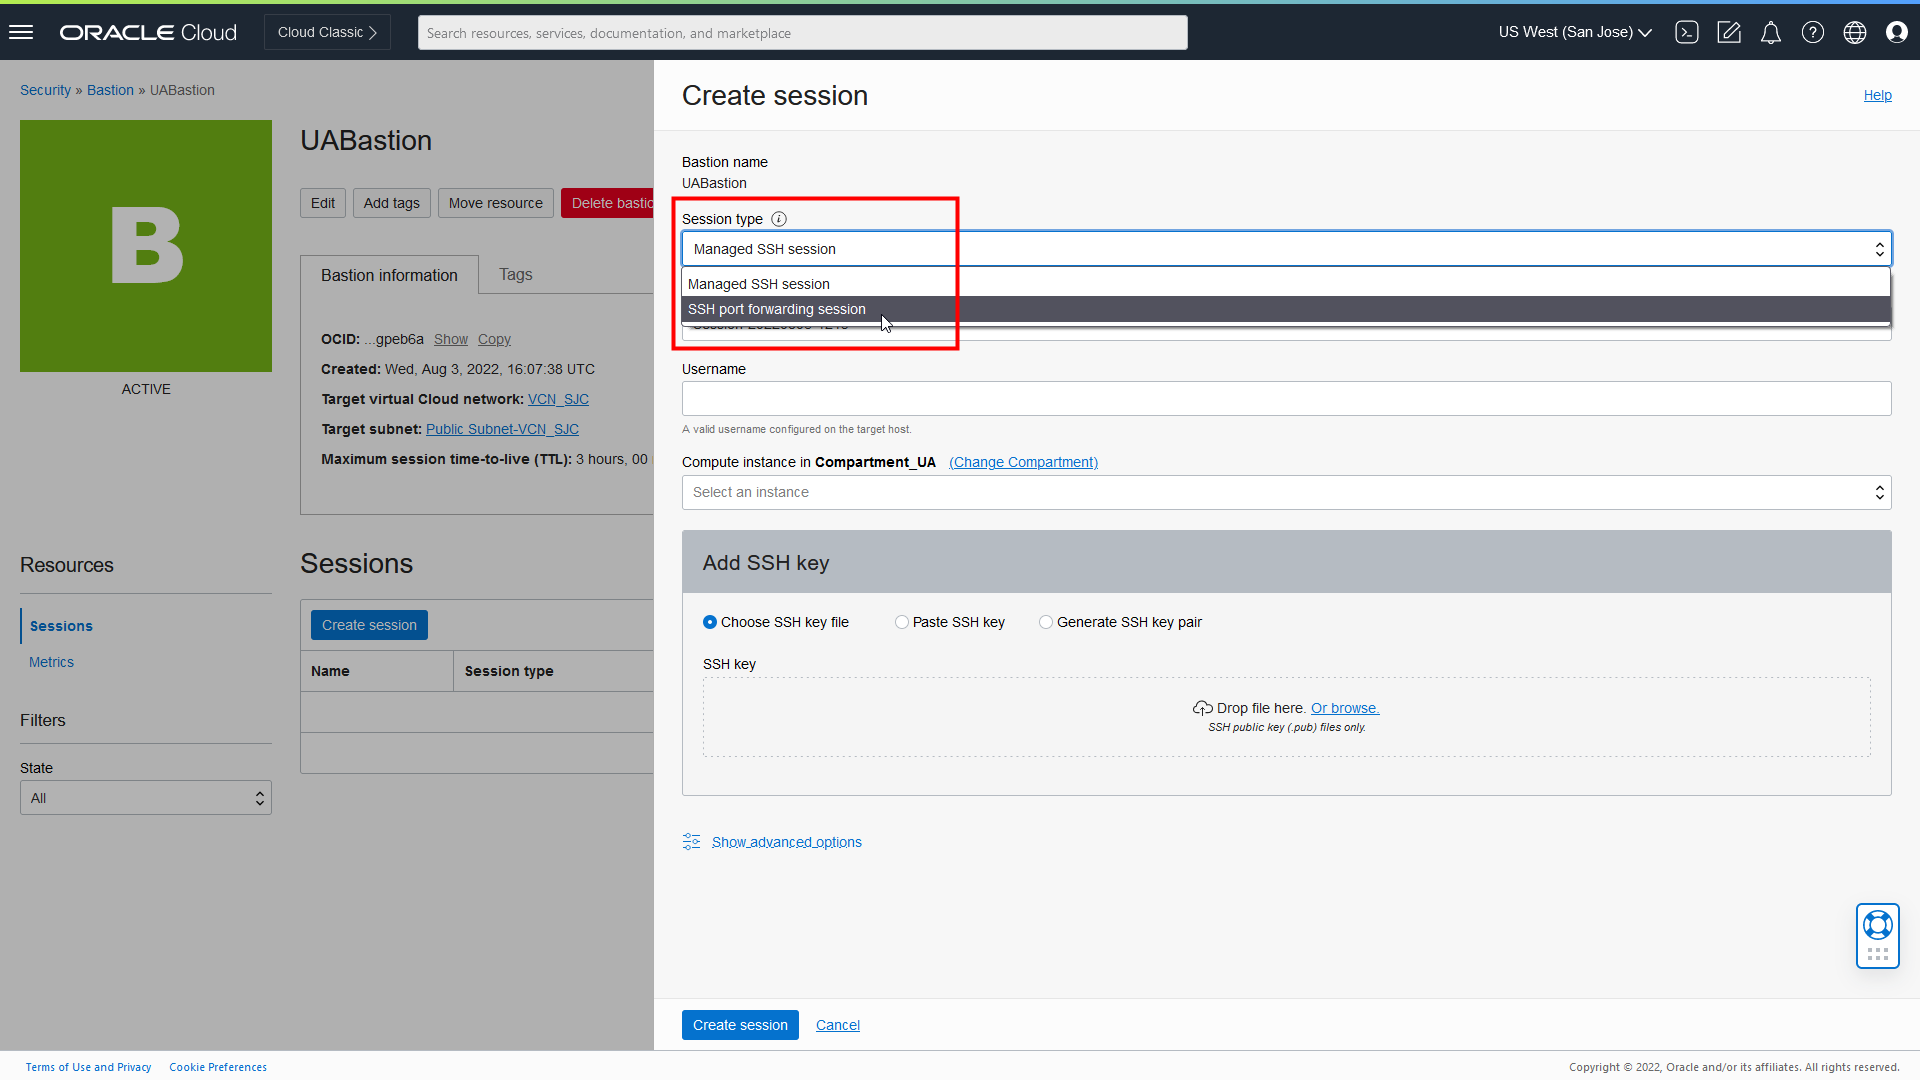 ORACLE Cloud
Cloud Classic
Search resources, services, documentation, and marketplace
US West (San Jose)
Security » Bastion » UABastion
B
ACTIVE
UABastion
Edit
Add tags
Move resource
Delete bastio
Bastion information
Tags
OCID: ...gpeb6a Show Copy
Created: Wed, Aug 3, 2022, 16:07:38 UTC
Target virtual Cloud network: VCN_SJC
Target subnet: Public Subnet-VCN_SJC
Maximum session time-to-live (TTL): 3 hours, 00
Resources
Sessions
Metrics
Filters
State
All
Sessions
Create session
Name
Session type
Create session
Help
Bastion name
UABastion
Session type
Managed SSH session
Managed SSH session
SSH port forwarding session
Username
A valid username configured on the target host.
Compute instance in Compartment_UA (Change Compartment)
Select an instance
Add SSH key
Choose SSH key file
Paste SSH key
Generate SSH key pair
SSH key
Drop file here. Or browse.
SSH public key (.pub) files only.
Show advanced options
Create session
Cancel
Terms of Use and Privacy
Cookie Preferences
Copyright © 2022, Oracle and/or its affiliates. All rights reserved.